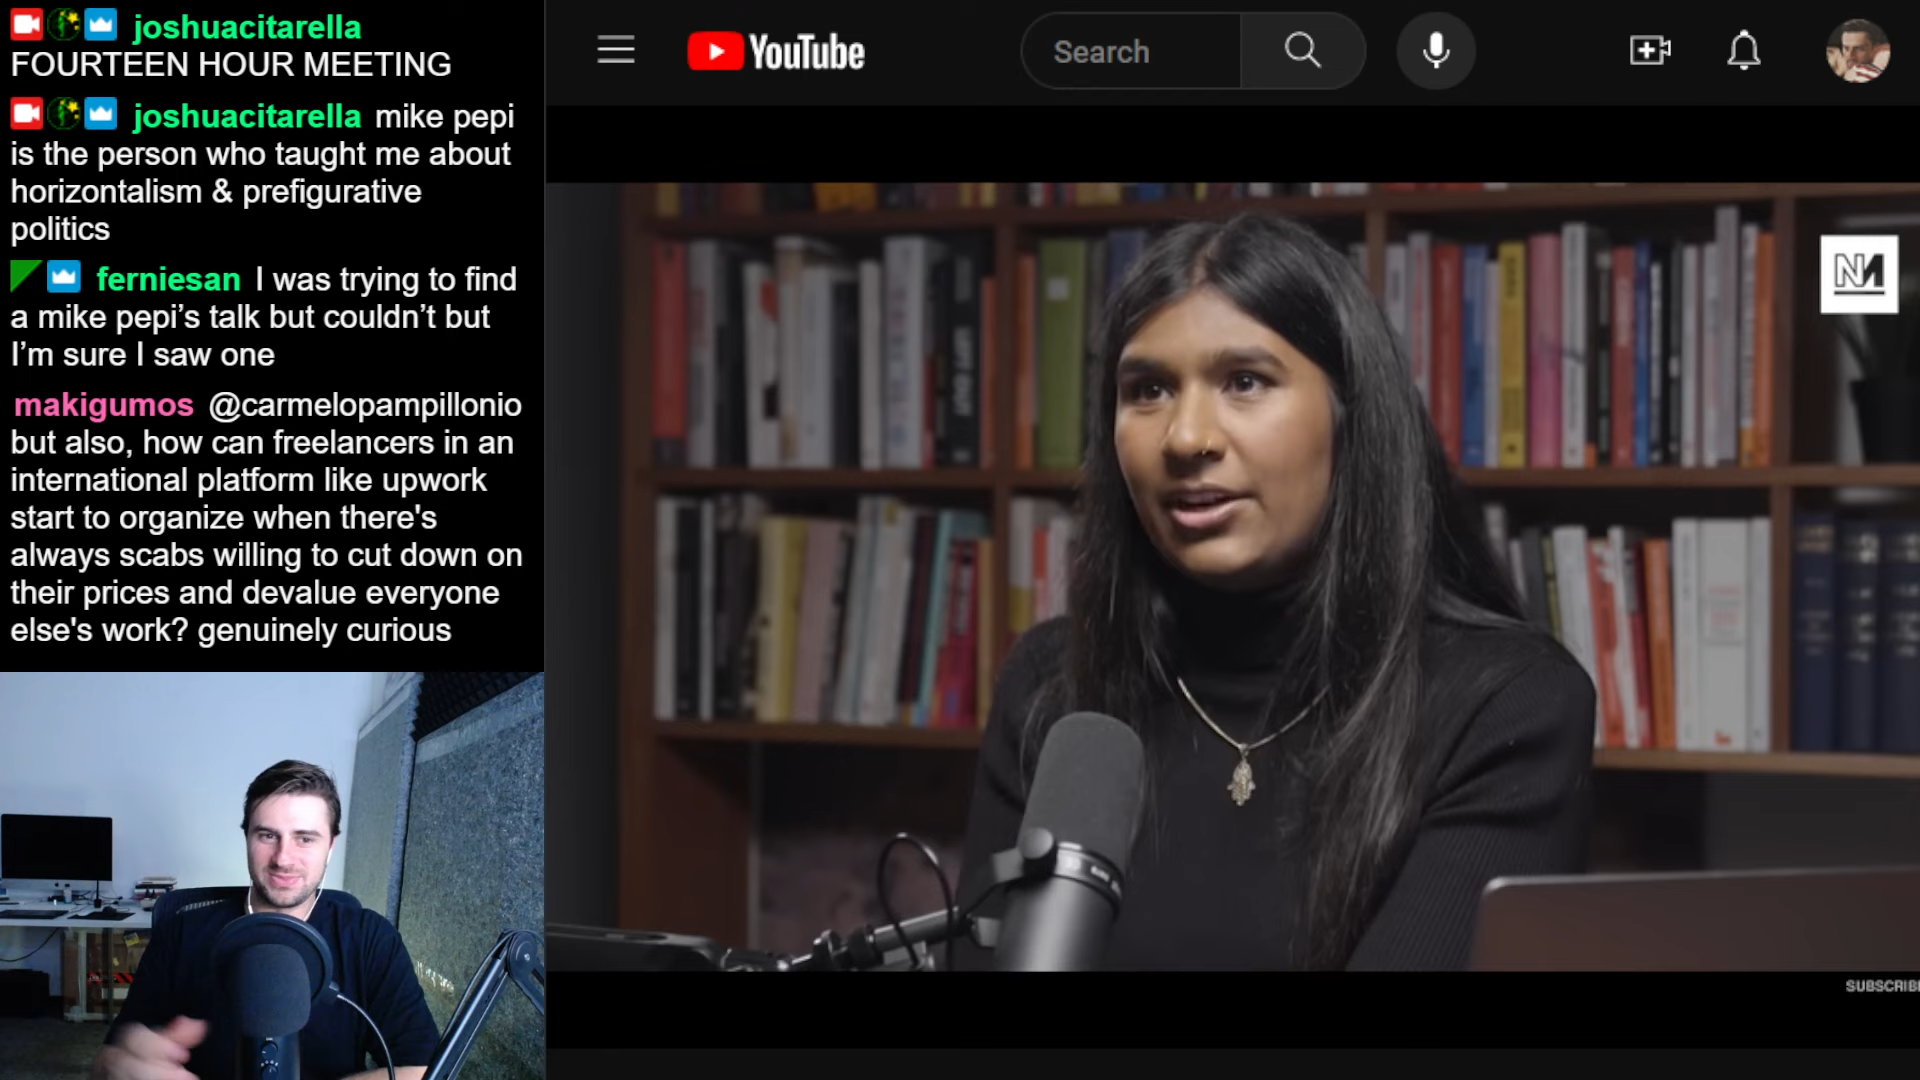 joshuacitarella
FOURTEEN HOUR MEETING
joshuacitarella mike pepi
is the person who taught me about
horizontalism & prefigurative
politics
ferniesan I was trying to find
a mike pepi’s talk but couldn’t but
I’m sure I saw one
makigumos @carmelopampillonio
but also, how can freelancers in an
international platform like upwork
start to organize when there's
always scabs willing to cut down on
their prices and devalue everyone
else's work? genuinely curious
YouTube
Search
NM
SUBSCRIBE